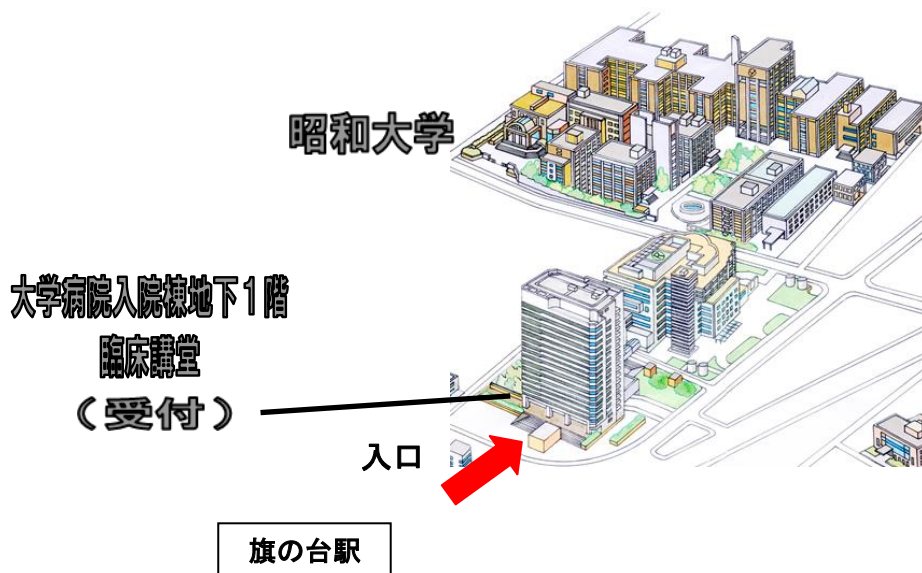 昭和大学
大学病院入院棟地下１階
臨床講堂
（受付）
入口
旗の台駅